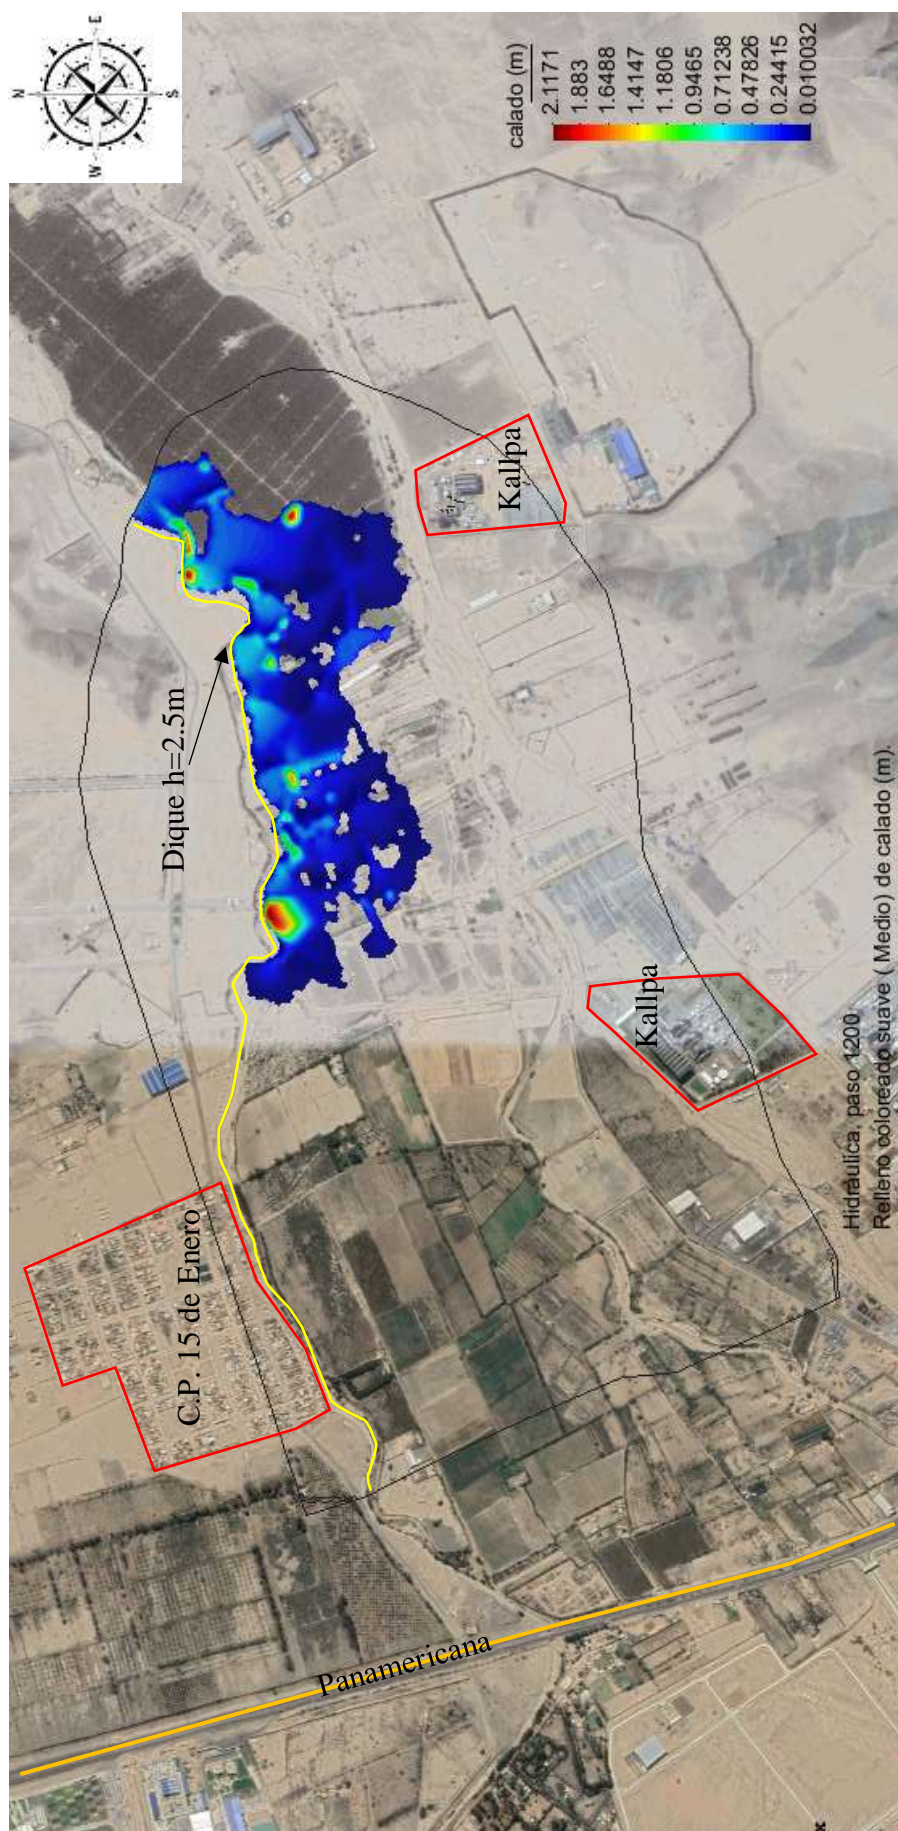 N
E
W
S
calado (m)
2.1171
1.883
1.6488
1.4147
1.1806
0.9465
0.71238
0.47826
0.24415
0.010032
Kallpa
Dique h=2.5m
Kallpa
C.P. 15 de Enero
Panamericana
Hidráulica, paso 1200
Relleno coloreado suave ( Medio) de calado (m).
x